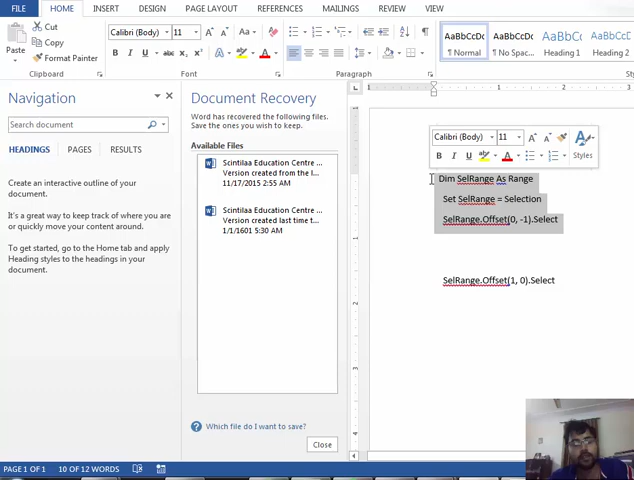 FILE HOME INSERT DESIGN PAGE LAYOUT REFERENCES MAILINGS REVIEW VIEW
Cut
Copy
Format Painter
Paste
Clipboard
Calibri (Body) 11
Font
Paragraph
AaBbCcDc AaBbCcDc AaBbC AaBbCc
¶ Normal ¶ No Spac... Heading 1 Heading 2
Navigation
Search document
HEADINGS PAGES RESULTS
Create an interactive outline of your
document.
It's a great way to keep track of where you are
or quickly move your content around.
To get started, go to the Home tab and apply
Heading styles to the headings in your
document.
Document Recovery
Word has recovered the following files.
Save the ones you wish to keep.
Available Files
Scintilaa Education Centre ...
Version created from the l...
11/17/2015 2:55 AM
Scintilaa Education Centre ...
Version created last time t...
1/1/1601 5:30 AM
Which file do I want to save?
Close
Calibri (Body) 11
Styles
Dim SelRange As Range
Set SelRange = Selection
SelRange.Offset(0, -1).Select
SelRange.Offset(1, 0).Select
PAGE 1 OF 1 10 OF 12 WORDS